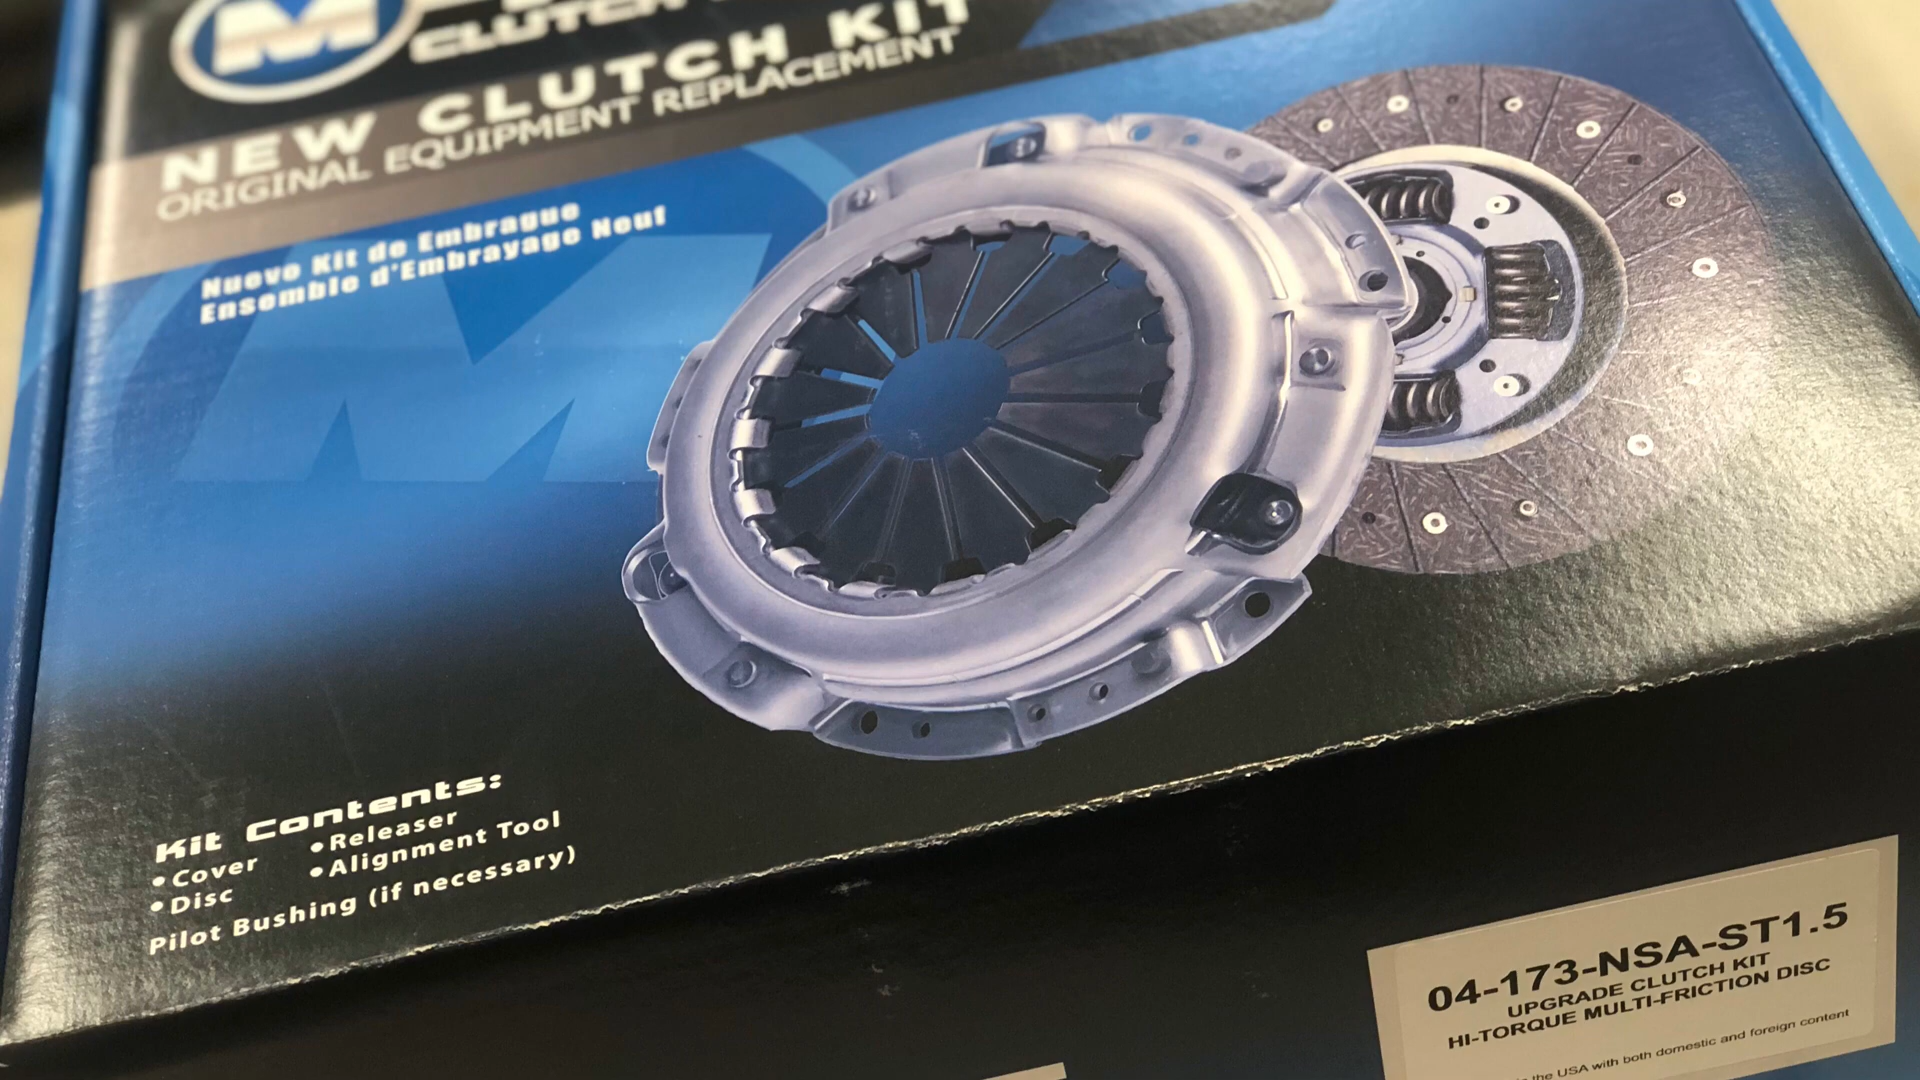 M
CLUTCH
NEW CLUTCH KIT
ORIGINAL EQUIPMENT REPLACEMENT
Nuevo Kit de Embrague
Ensemble d'Embrayage Neuf
Kit Contents:
•Cover •Releaser
•Disc •Alignment Tool
Pilot Bushing (if necessary)
04-173-NSA-ST1.5
UPGRADE CLUTCH KIT
HI-TORQUE MULTI-FRICTION DISC
the USA with both domestic and foreign content